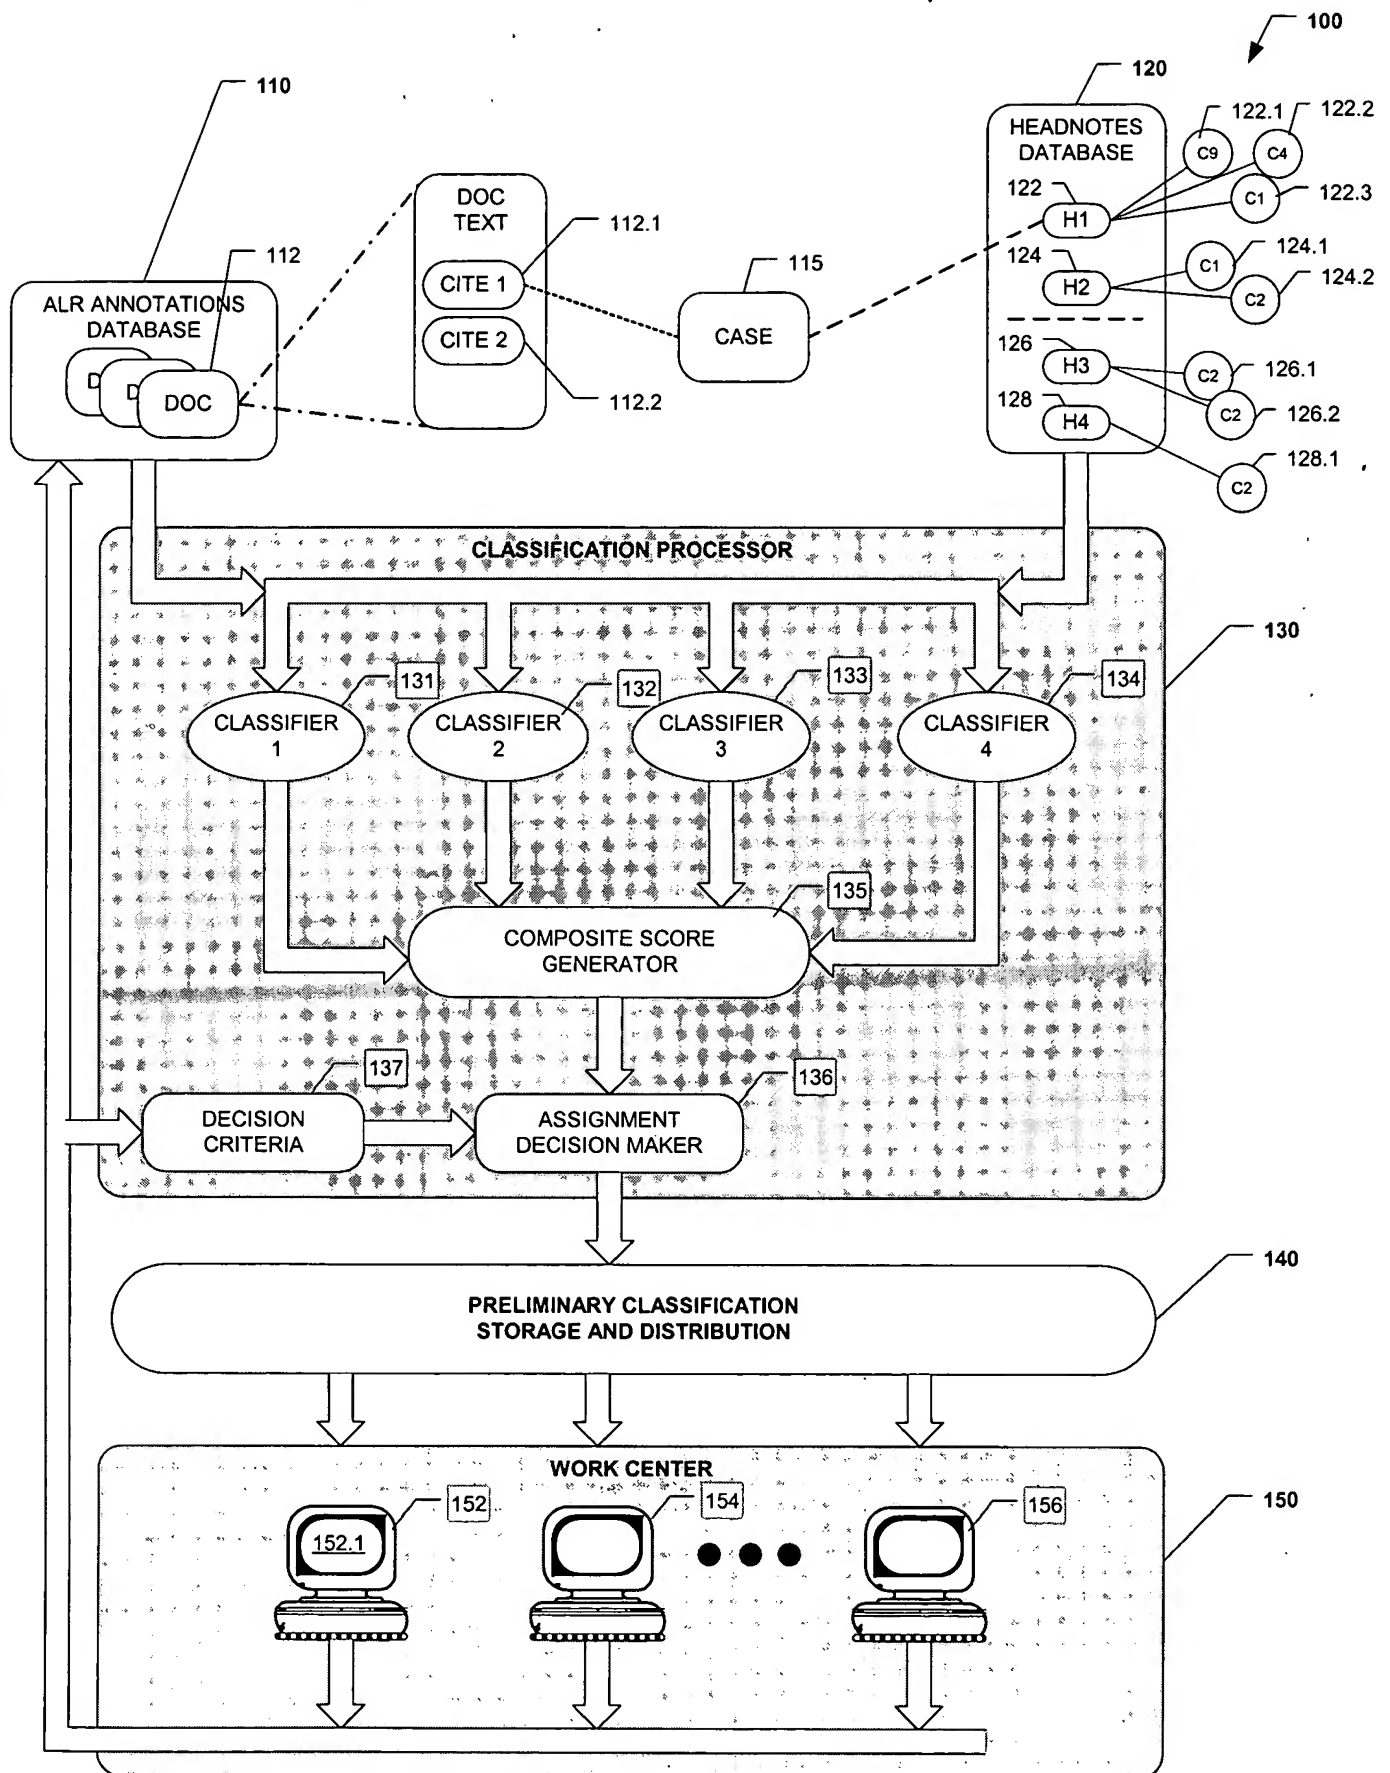 100
110
120
HEADNOTES
DATABASE
122.1
122.2
C9
C4
122
H1
C1
122.3
124
H2
C1
124.1
C2
124.2
126
H3
C2
126.1
C2
126.2
128
H4
C2
128.1
DOC
TEXT
112.1
CITE 1
CITE 2
112.2
115
CASE
112
ALR ANNOTATIONS
DATABASE
D
D
DOC
CLASSIFICATION PROCESSOR
130
131
132
133
134
CLASSIFIER
1
CLASSIFIER
2
CLASSIFIER
3
CLASSIFIER
4
135
COMPOSITE SCORE
GENERATOR
137
136
DECISION
CRITERIA
ASSIGNMENT
DECISION MAKER
140
PRELIMINARY CLASSIFICATION
STORAGE AND DISTRIBUTION
WORK CENTER
150
152
154
156
152.1